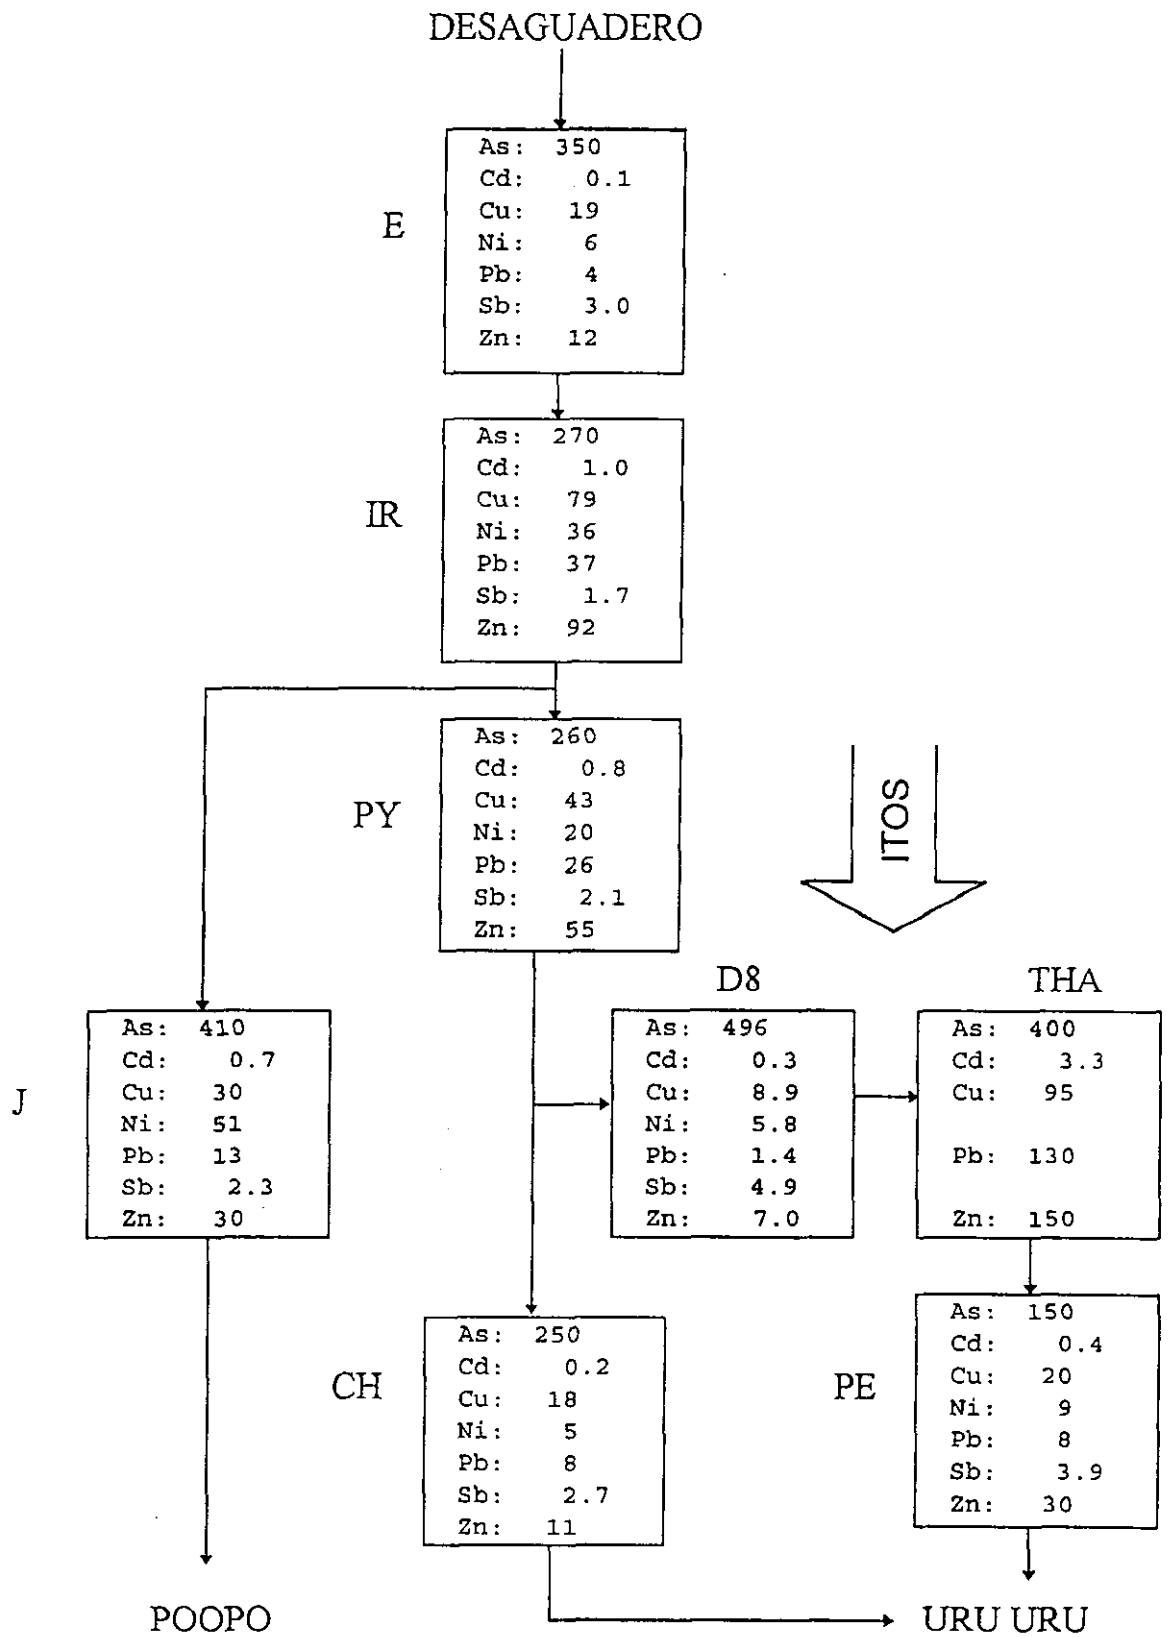 DESAGUADERO
E
As: 350
Cd: 0.1
Cu: 19
Ni: 6
Pb: 4
Sb: 3.0
Zn: 12
IR
As: 270
Cd: 1.0
Cu: 79
Ni: 36
Pb: 37
Sb: 1.7
Zn: 92
PY
As: 260
Cd: 0.8
Cu: 43
Ni: 20
Pb: 26
Sb: 2.1
Zn: 55
ITOS
J
As: 410
Cd: 0.7
Cu: 30
Ni: 51
Pb: 13
Sb: 2.3
Zn: 30
D8
As: 496
Cd: 0.3
Cu: 8.9
Ni: 5.8
Pb: 1.4
Sb: 4.9
Zn: 7.0
THA
As: 400
Cd: 3.3
Cu: 95
Pb: 130
Zn: 150
CH
As: 250
Cd: 0.2
Cu: 18
Ni: 5
Pb: 8
Sb: 2.7
Zn: 11
PE
As: 150
Cd: 0.4
Cu: 20
Ni: 9
Pb: 8
Sb: 3.9
Zn: 30
POOPO
URU URU